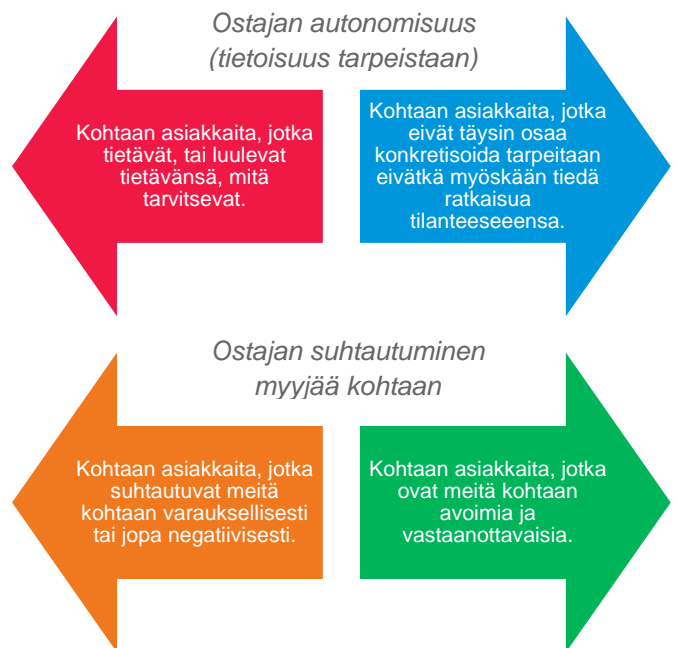 Ostajan autonomisuus
(tietoisuus tarpeistaan)
Kohtaan asiakkaita, jotka
tietävät, tai luulevat
tietävänsä, mitä
tarvitsevat.
Kohtaan asiakkaita, jotka
eivät täysin osaa
konkretisoida tarpeitaan
eivätkä myöskään tiedä
ratkaisua
tilanteeseeensa.
Ostajan suhtautuminen
myyjää kohtaan
Kohtaan asiakkaita, jotka
suhtautuvat meitä
kohtaan varauksellisesti
tai jopa negatiivisesti.
Kohtaan asiakkaita, jotka
ovat meitä kohtaan
avoimia ja
vastaanottavaisia.